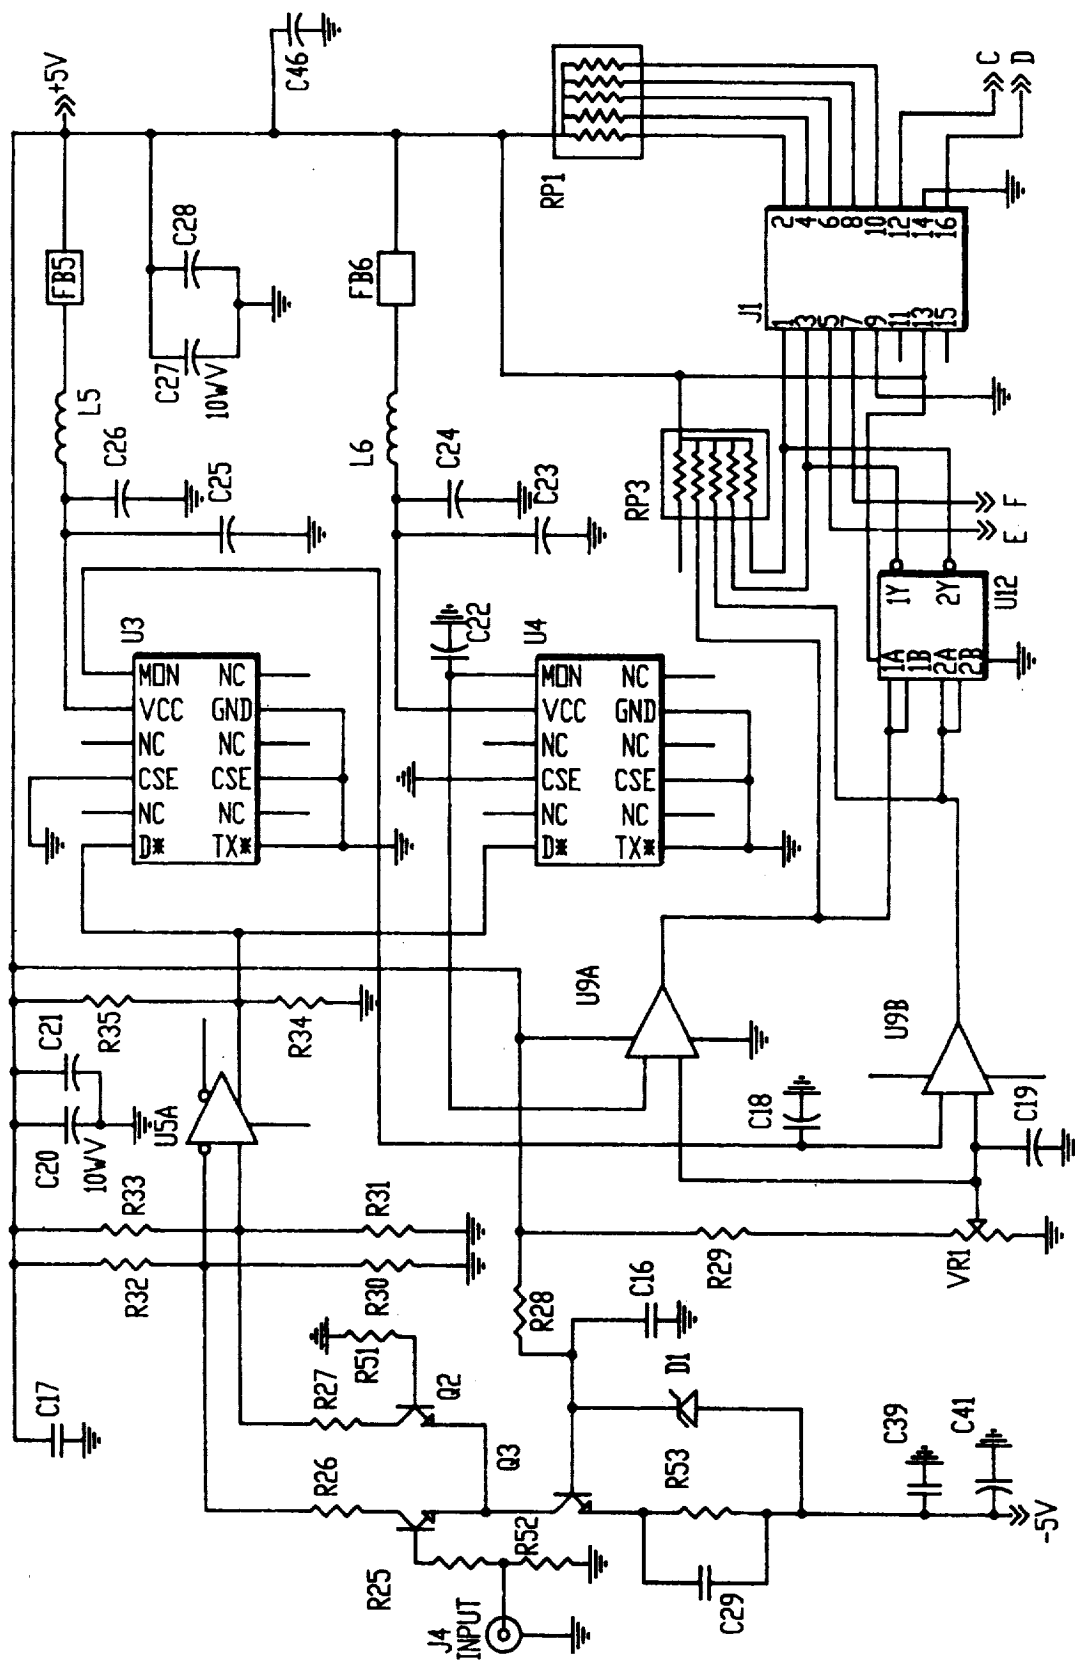 +5V
C46
FB5
C28
C27
10WV
L5
C26
C25
FB6
L6
C24
C23
RP1
J1
2
4
6
8
10
12
14
16
1
3
5
7
9
11
13
15
C
D
RP3
E
F
U12
1Y
2Y
1A
1B
2A
2B
U3
MON
VCC
NC
CSE
NC
D*
NC
GND
NC
CSE
NC
TX*
C22
U4
MON
VCC
NC
CSE
NC
D*
NC
GND
NC
CSE
NC
TX*
R35
R34
C21
C20
10WV
U5A
U9A
U9B
C18
C19
R33
R32
R31
R30
R29
VR1
R28
C16
C17
R51
R27
Q2
R26
Q3
D1
R53
C39
C41
-5V
R25
R52
C29
J4
INPUT